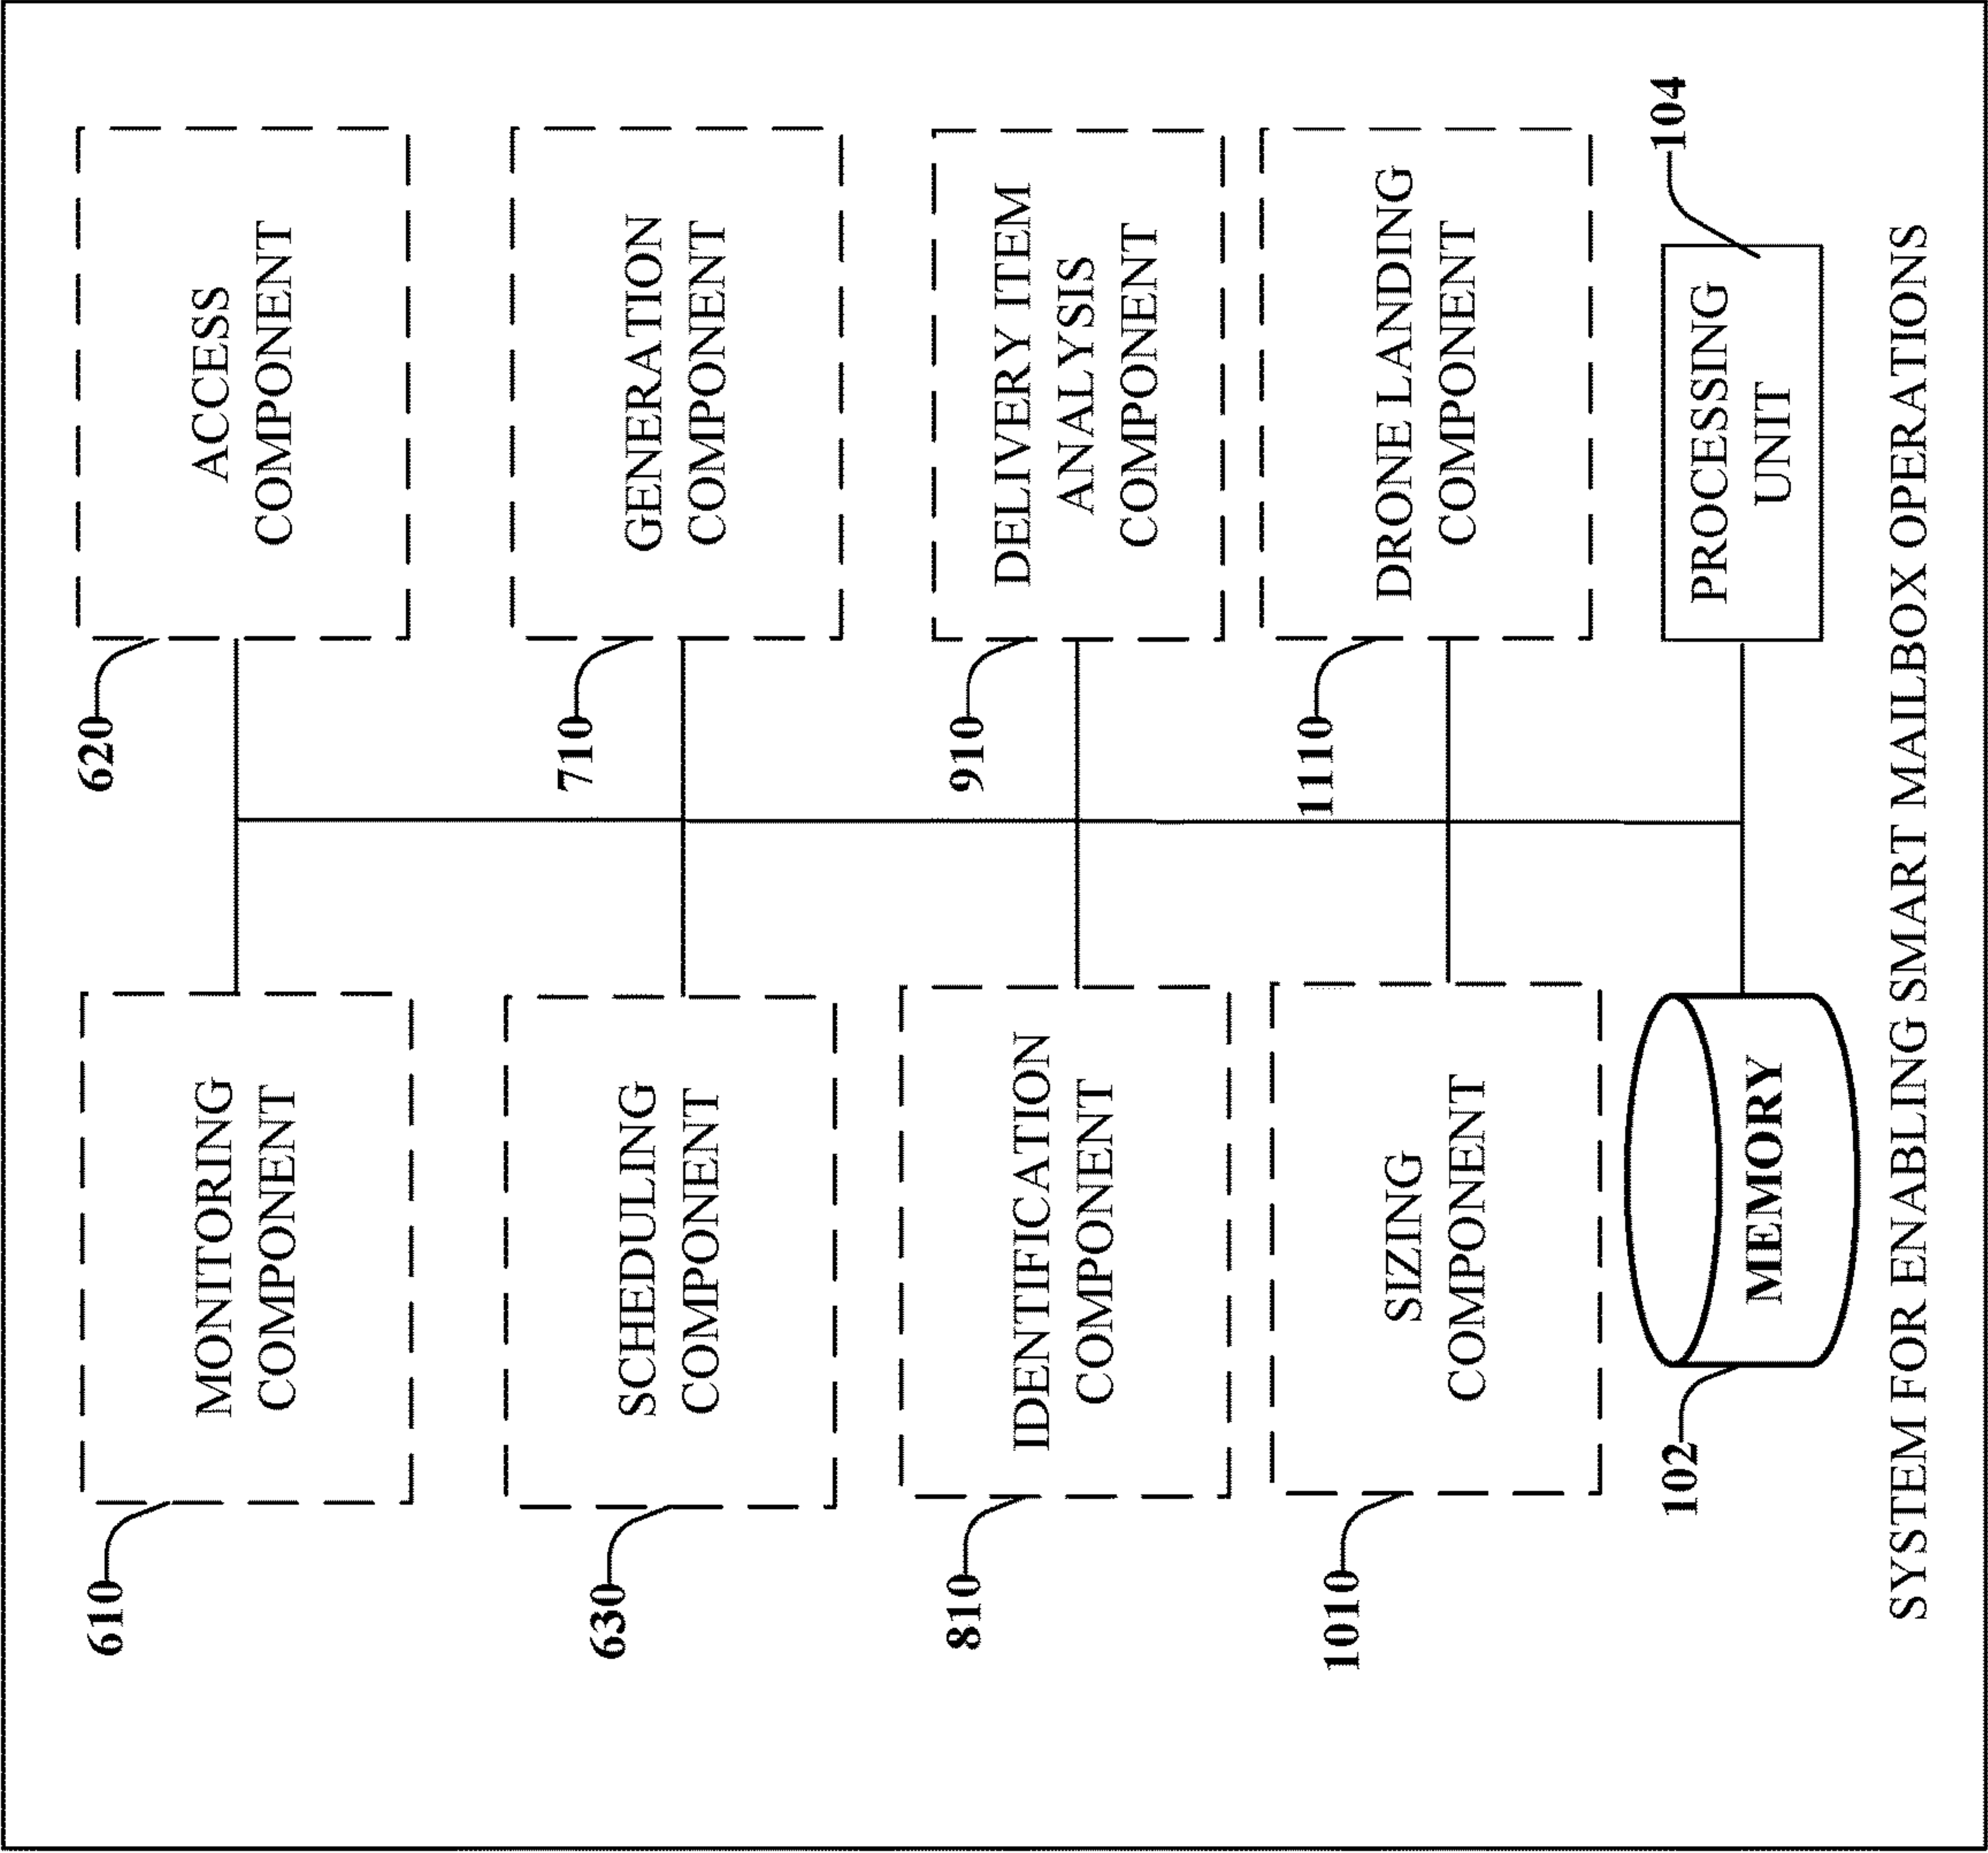 610
MONITORING
COMPONENT
620
ACCESS
COMPONENT
630
SCHEDULING
COMPONENT
710
GENERATION
COMPONENT
810
IDENTIFICATION
COMPONENT
910
DELIVERY ITEM
ANALYSIS
COMPONENT
1010
SIZING
COMPONENT
1110
DRONE LANDING
COMPONENT
102
MEMORY
104
PROCESSING
UNIT
SYSTEM FOR ENABLING SMART MAILBOX OPERATIONS